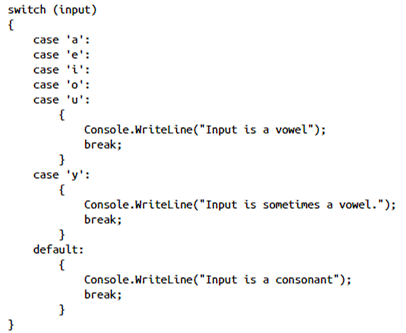 switch (input)
{
    case 'a':
    case 'e':
    case 'i':
    case 'o':
    case 'u':
        {
            Console.WriteLine("Input is a vowel");
            break;
        }
    case 'y':
        {
            Console.WriteLine("Input is sometimes a vowel.");
            break;
        }
    default:
        {
            Console.WriteLine("Input is a consonant");
            break;
        }
}